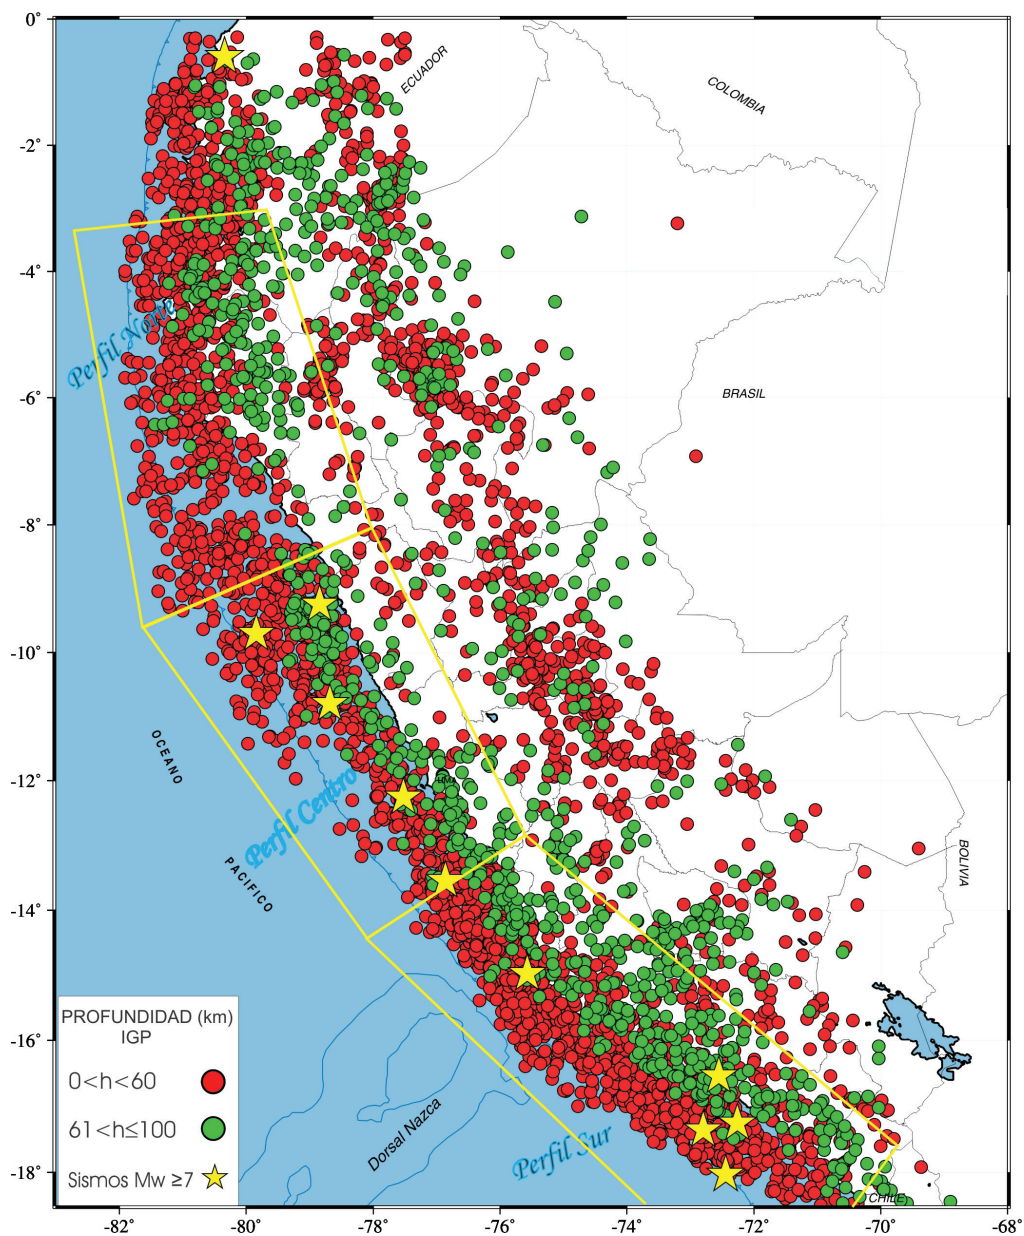 0°
-2°
-4°
-6°
-8°
-10°
-12°
-14°
-16°
-18°
ECUADOR
COLOMBIA
Perfil Norte
BRASIL
OCEANO
LIMA
Perfil Centro
PACIFICO
BOLIVIA
PROFUNDIDAD (km)
IGP
0<h<60
61<h≤100
Sismos Mw ≥7
Dorsal Nazca
Perfil Sur
CHILE
-82°
-80°
-78°
-76°
-74°
-72°
-70°
-68°